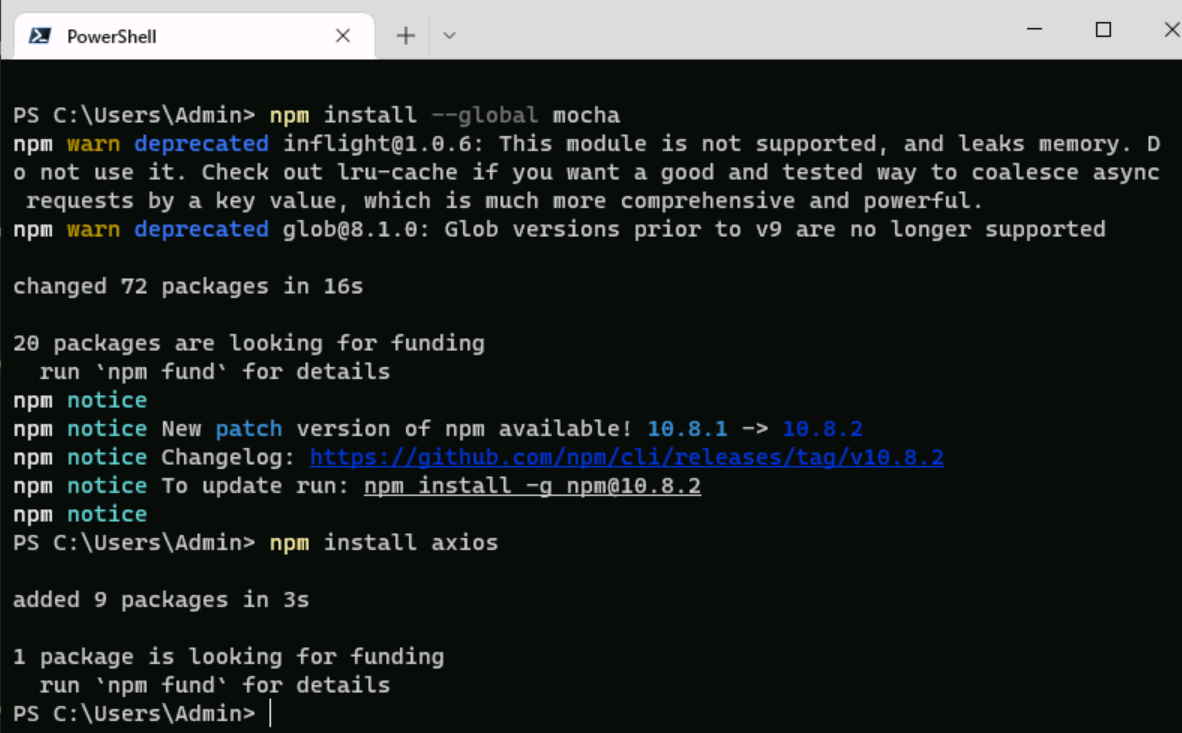 PowerShell
PS C:\Users\Admin> npm install --global mocha
npm warn deprecated inflight@1.0.6: This module is not supported, and leaks memory. D
o not use it. Check out lru-cache if you want a good and tested way to coalesce async
 requests by a key value, which is much more comprehensive and powerful.
npm warn deprecated glob@8.1.0: Glob versions prior to v9 are no longer supported
changed 72 packages in 16s
20 packages are looking for funding
  run `npm fund` for details
npm notice
npm notice New patch version of npm available! 10.8.1 -> 10.8.2
npm notice Changelog: https://github.com/npm/cli/releases/tag/v10.8.2
npm notice To update run: npm install -g npm@10.8.2
npm notice
PS C:\Users\Admin> npm install axios
added 9 packages in 3s
1 package is looking for funding
  run `npm fund` for details
PS C:\Users\Admin>